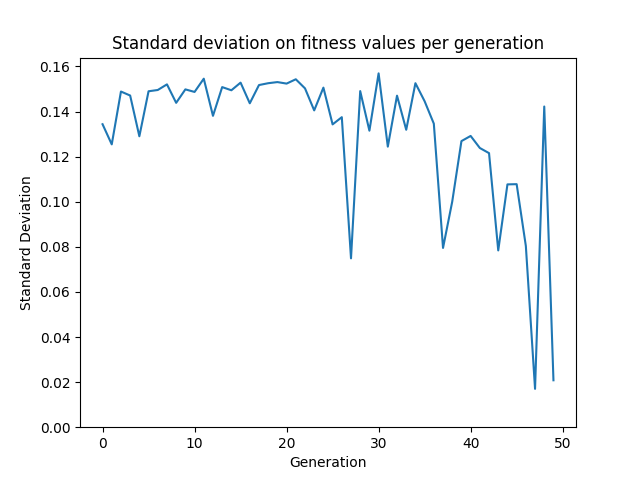 Standard deviation on fitness values per generation
0.16
0.14
0.12
0.10
0.08
0.06
0.04
0.02
0.00
Standard Deviation
0 10 20 30 40 50
Generation